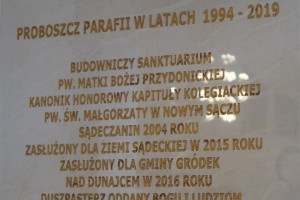 PROBOSZCZ PARAFII W LATACH 1994 - 2019
BUDOWNICZY SANKTUARIUM
PW. MATKI BOŻEJ PRZYDONICKIEJ
KANONIK HONOROWY KAPITUŁY KOLEGIACKIEJ
PW. ŚW. MAŁGORZATY W NOWYM SĄCZU
SĄDECZANIN 2004 ROKU
ZASŁUŻONY DLA ZIEMI SĄDECKIEJ W 2015 ROKU
ZASŁUŻONY DLA GMINY GRÓDEK
NAD DUNAJCEM W 2016 ROKU
DUSZPASTERZ ODDANY BOGU I LUDZIOM